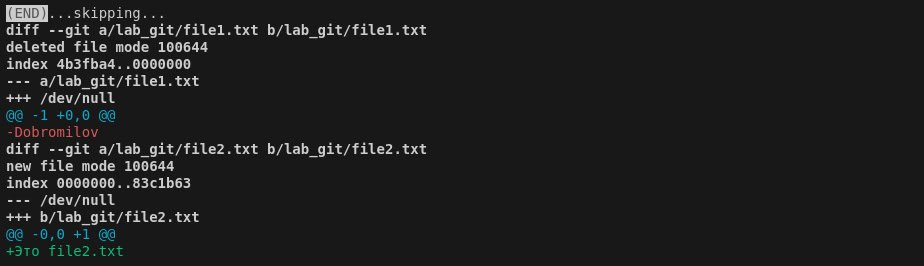 (END)...skipping...
diff --git a/lab_git/file1.txt b/lab_git/file1.txt
deleted file mode 100644
index 4b3fba4..0000000
--- a/lab_git/file1.txt
+++ /dev/null
@@ -1 +0,0 @@
-Dobromilov
diff --git a/lab_git/file2.txt b/lab_git/file2.txt
new file mode 100644
index 0000000..83c1b63
--- /dev/null
+++ b/lab_git/file2.txt
@@ -0,0 +1 @@
+Это file2.txt